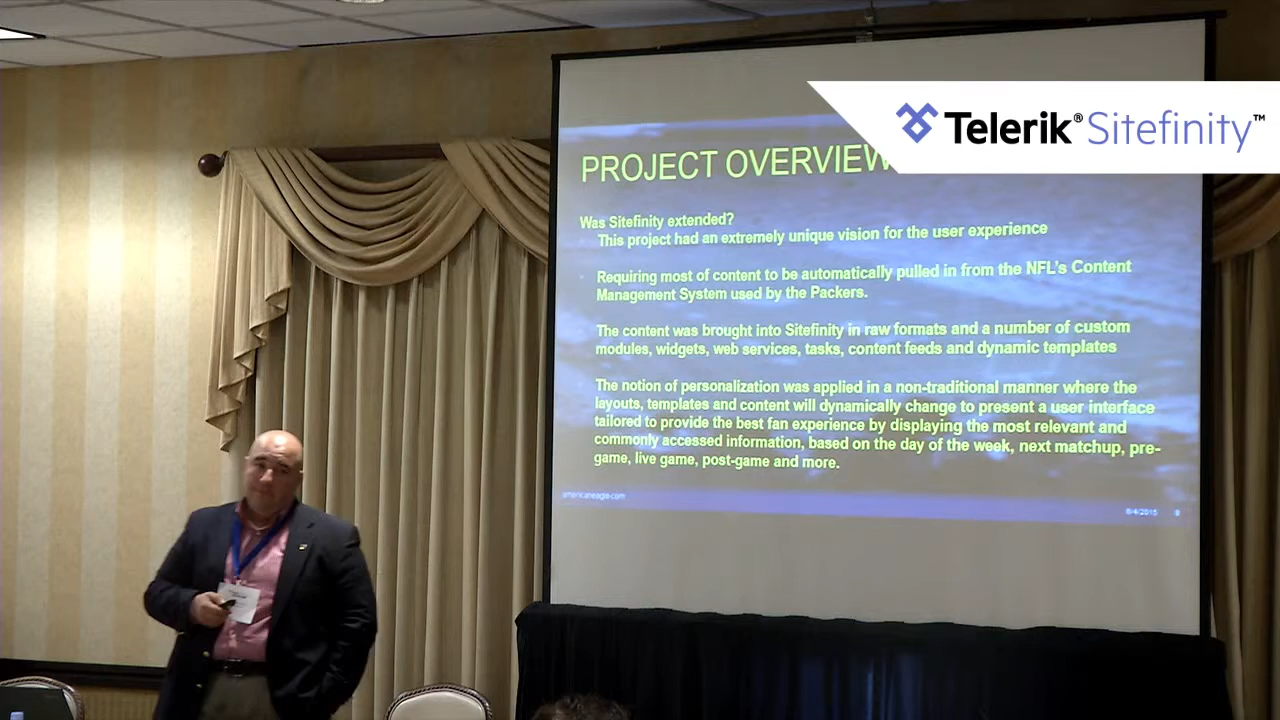 Telerik® Sitefinity™
PROJECT OVERVIEW
Was Sitefinity extended?
This project had an extremely unique vision for the user experience
Requiring most of content to be automatically pulled in from the NFL's Content
Management System used by the Packers.
The content was brought into Sitefinity in raw formats and a number of custom
modules, widgets, web services, tasks, content feeds and dynamic templates
The notion of personalization was applied in a non-traditional manner where the
layouts, templates and content will dynamically change to present a user interface
tailored to provide the best fan experience by displaying the most relevant and
commonly accessed information, based on the day of the week, next matchup, pre-
game, live game, post-game and more.
americaneagle.com
6/4/2015